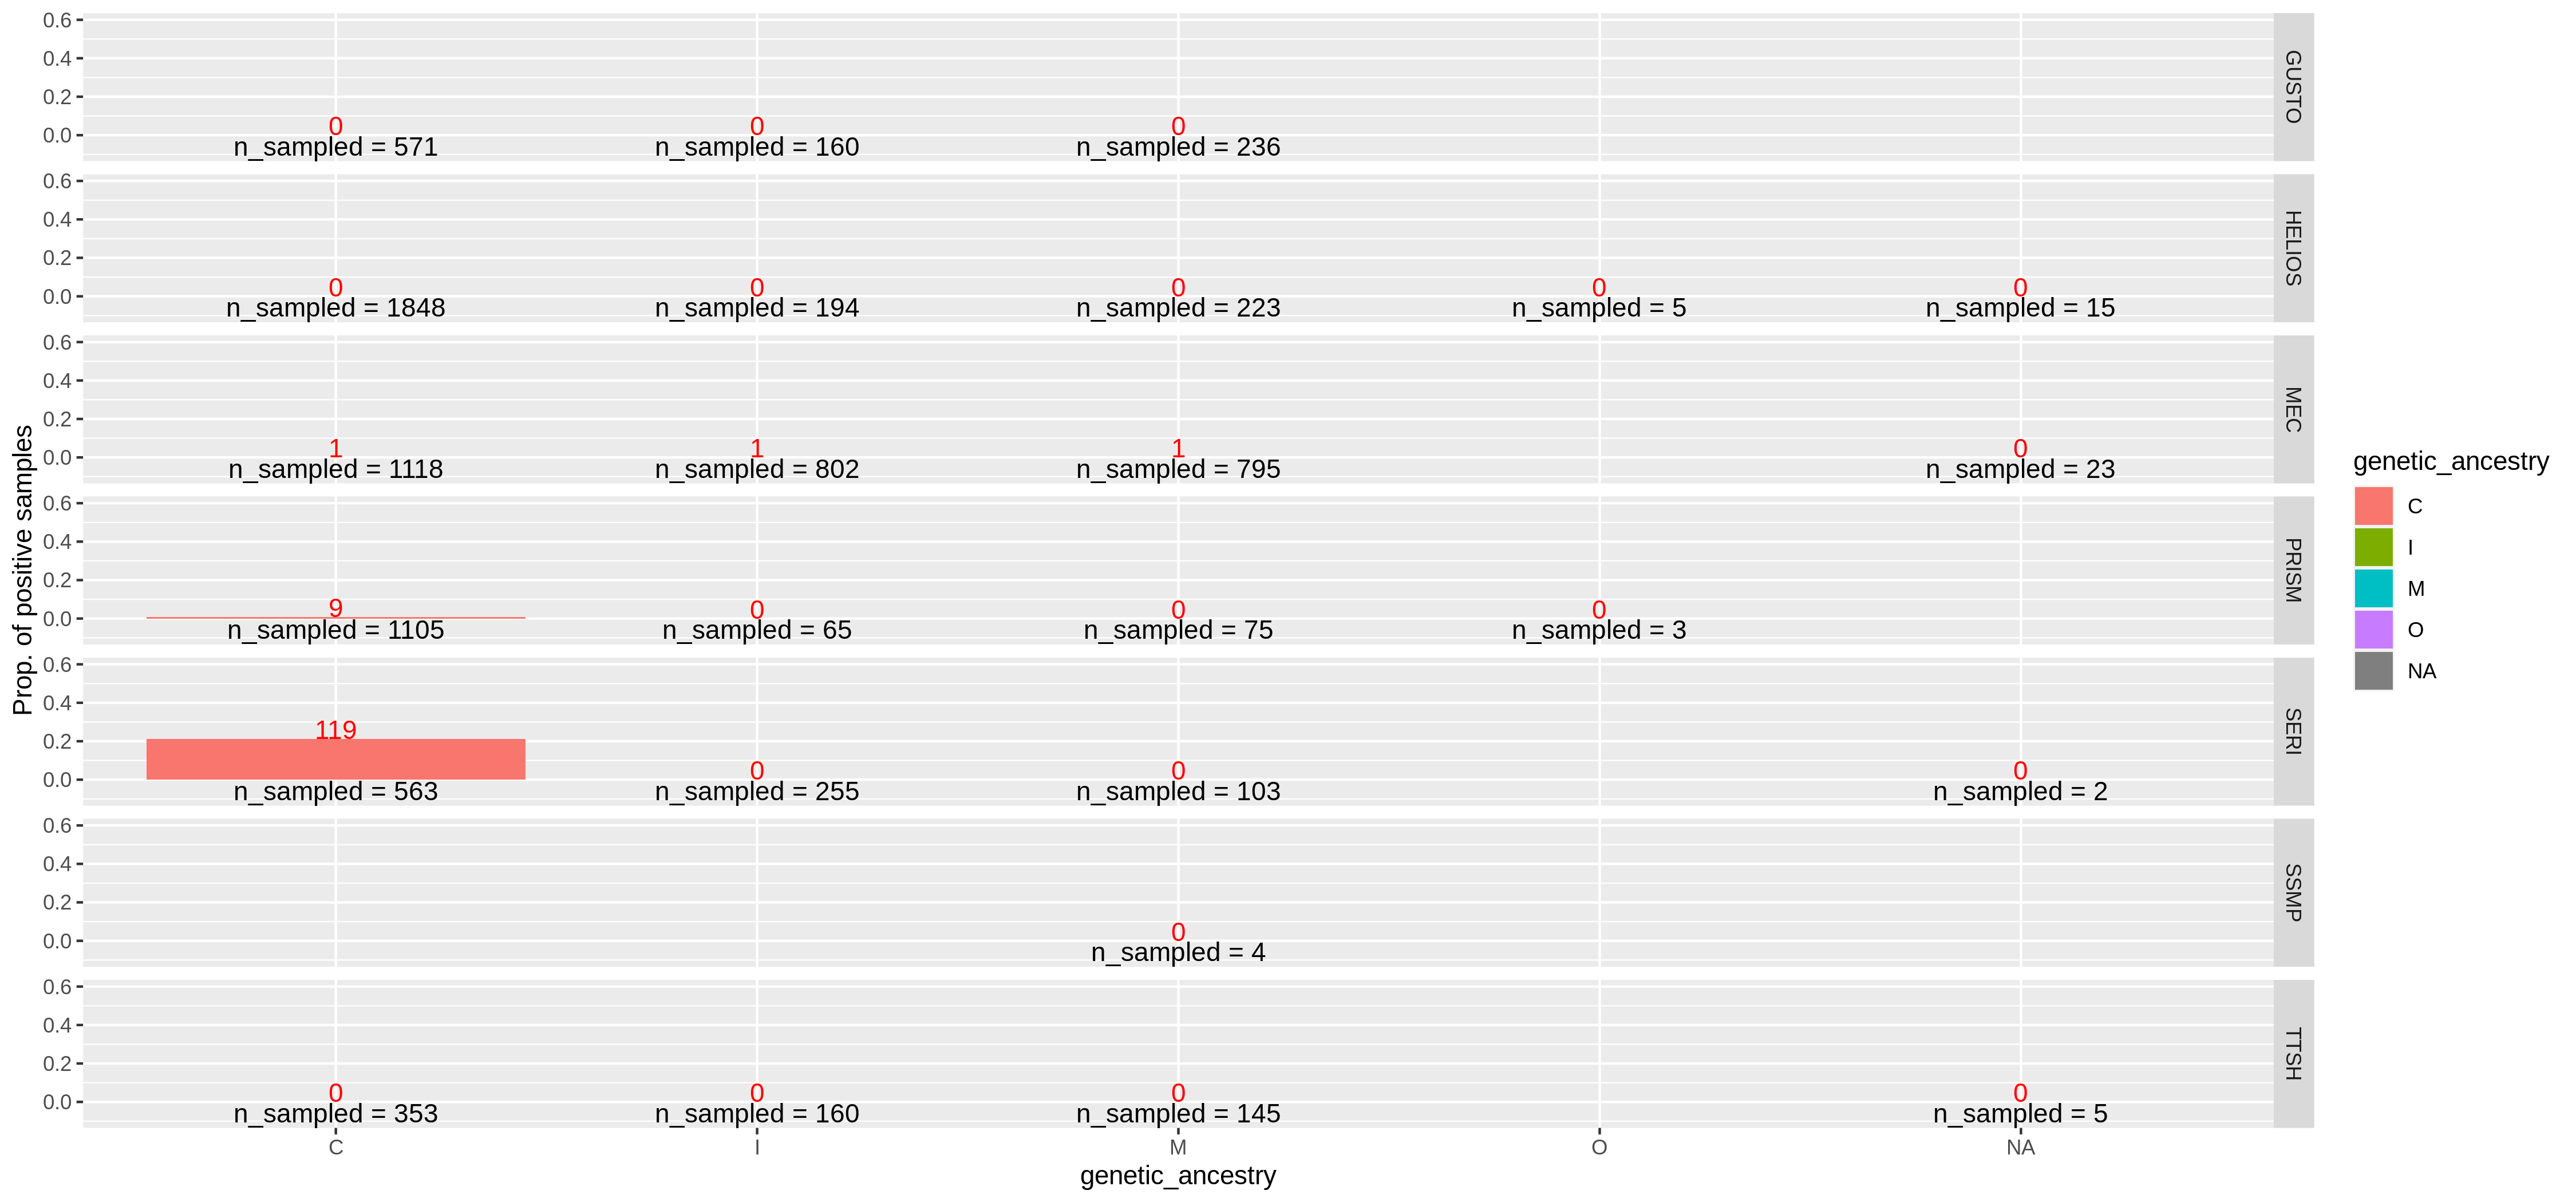 0.6
0.4
0.2
0.0
0 0 0
n_sampled = 571 n_sampled = 160 n_sampled = 236
GUSTO
0.6
0.4
0.2
0.0
0 0 0 0 0
n_sampled = 1848 n_sampled = 194 n_sampled = 223 n_sampled = 5 n_sampled = 15
HELIOS
0.6
0.4
0.2
0.0
1 1 1 0
n_sampled = 1118 n_sampled = 802 n_sampled = 795 n_sampled = 23
MEC
0.6
0.4
0.2
0.0
9 0 0 0
n_sampled = 1105 n_sampled = 65 n_sampled = 75 n_sampled = 3
PRISM
0.6
0.4
0.2
0.0
119 0 0 0
n_sampled = 563 n_sampled = 255 n_sampled = 103 n_sampled = 2
SERI
0.6
0.4
0.2
0.0
0
n_sampled = 4
SSMP
0.6
0.4
0.2
0.0
0 0 0 0
n_sampled = 353 n_sampled = 160 n_sampled = 145 n_sampled = 5
TTSH
C I M O NA
genetic_ancestry
Prop. of positive samples
genetic_ancestry
C
I
M
O
NA